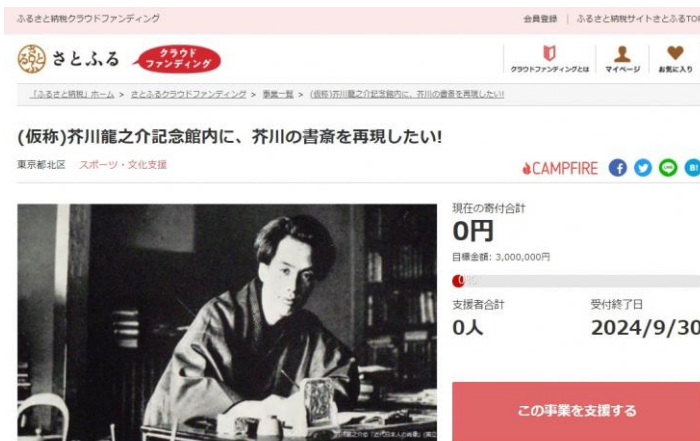 ふるさと納税クラウドファンディング
会員登録 | ふるさと納税サイトさとふるTOP
さとふる
クラウド
ファンディング
クラウドファンディングとは マイページ お気に入り
「ふるさと納税」ホーム > さとふるクラウドファンディング > 事業一覧 > (仮称)芥川龍之介記念館内に、芥川の書斎を再現したい!
(仮称)芥川龍之介記念館内に、芥川の書斎を再現したい!
東京都北区 スポーツ・文化支援
CAMPFIRE
B!
現在の寄付合計
0円
目標金額: 3,000,000円
支援者合計 受付終了日
0人 2024/9/30
この事業を支援する